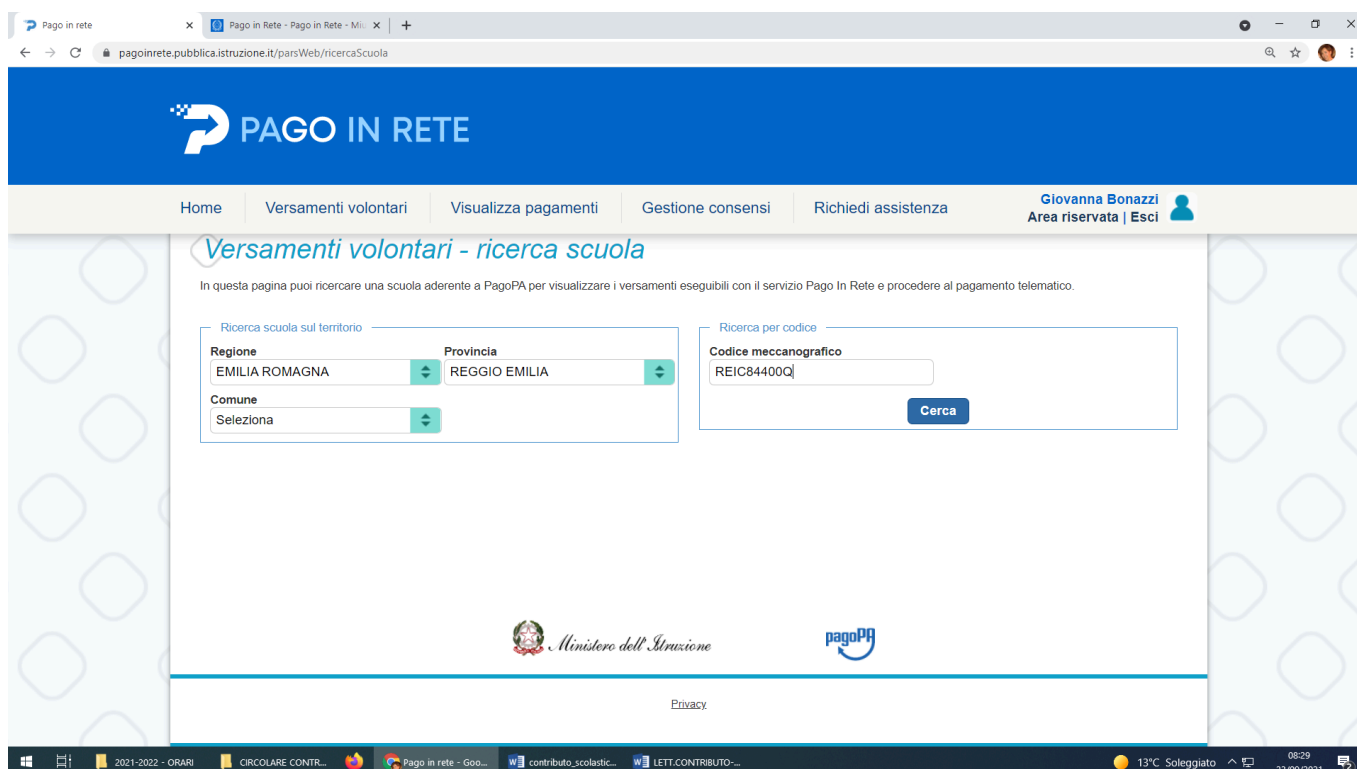 Pago in rete
Pago in Rete - Pago in Rete - Miu
pagoinrete.pubblica.istruzione.it/parsWeb/ricercaScuola
PAGO IN RETE
Home Versamenti volontari Visualizza pagamenti Gestione consensi Richiedi assistenza
Giovanna Bonazzi
Area riservata | Esci
Versamenti volontari - ricerca scuola
In questa pagina puoi ricercare una scuola aderente a PagoPA per visualizzare i versamenti eseguibili con il servizio Pago In Rete e procedere al pagamento telematico.
Ricerca scuola sul territorio
Regione Provincia
EMILIA ROMAGNA REGGIO EMILIA
Comune
Seleziona
Ricerca per codice
Codice meccanografico
REIC84400Q
Cerca
Ministero dell'Istruzione
pagoPA
Privacy
2021-2022 - ORARI CIRCOLARE CONTR... Pago in rete - Goo... contributo_scolastic... LETT.CONTRIBUTO-... 13°C Soleggiato 08:29